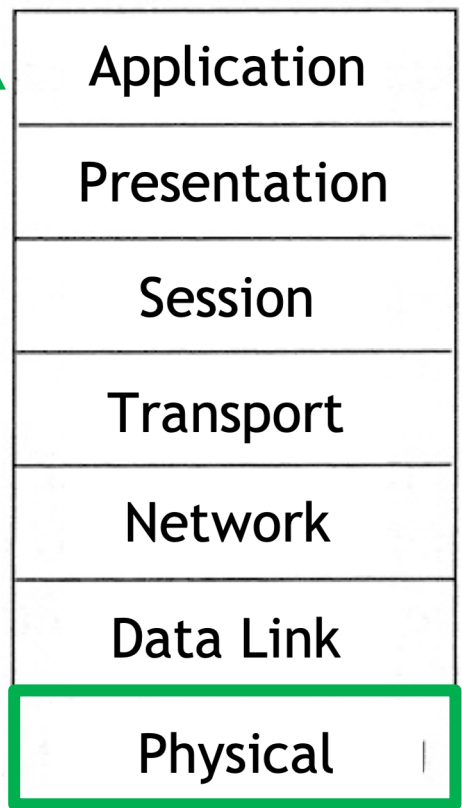 Application
Presentation
Session
Transport
Network
Data Link
Physical